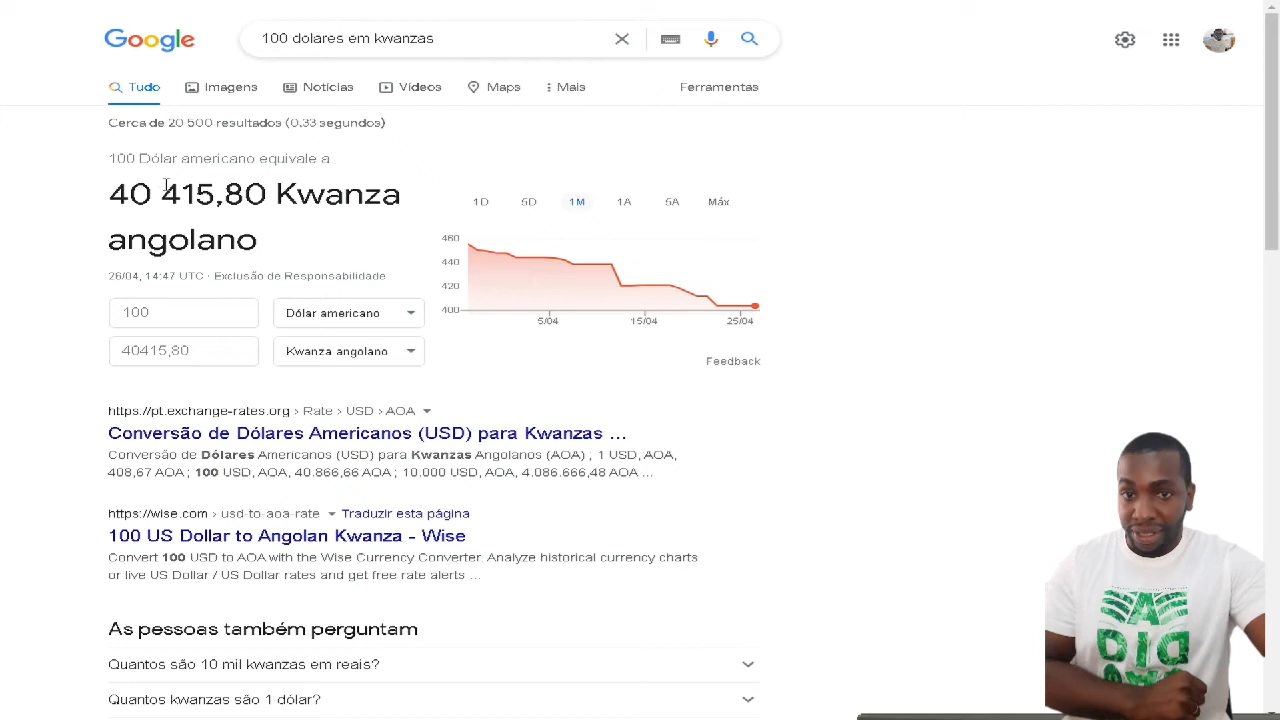 Google
100 dolares em kwanzas
Tudo
Imagens
Notícias
Vídeos
Maps
Mais
Ferramentas
Cerca de 20 500 resultados (0.33 segundos)
100 Dólar americano equivale a
40 415,80 Kwanza
angolano
26/04, 14:47 UTC · Exclusão de Responsabilidade
100
Dólar americano
40415,80
Kwanza angolano
1D
5D
1M
1A
5A
Máx.
460
440
420
400
5/04
15/04
25/04
Feedback
https://pt.exchange-rates.org › Rate › USD › AOA
Conversão de Dólares Americanos (USD) para Kwanzas ...
Conversão de Dólares Americanos (USD) para Kwanzas Angolanos (AOA) ; 1 USD, AOA,
408,67 AOA ; 100 USD, AOA, 40.866,66 AOA ; 10.000 USD, AOA, 4.086.666,48 AOA ...
https://wise.com › usd-to-aoa-rate
Traduzir esta página
100 US Dollar to Angolan Kwanza - Wise
Convert 100 USD to AOA with the Wise Currency Converter. Analyze historical currency charts
or live US Dollar / US Dollar rates and get free rate alerts ...
As pessoas também perguntam
Quantos são 10 mil kwanzas em reais?
Quantos kwanzas são 1 dólar?